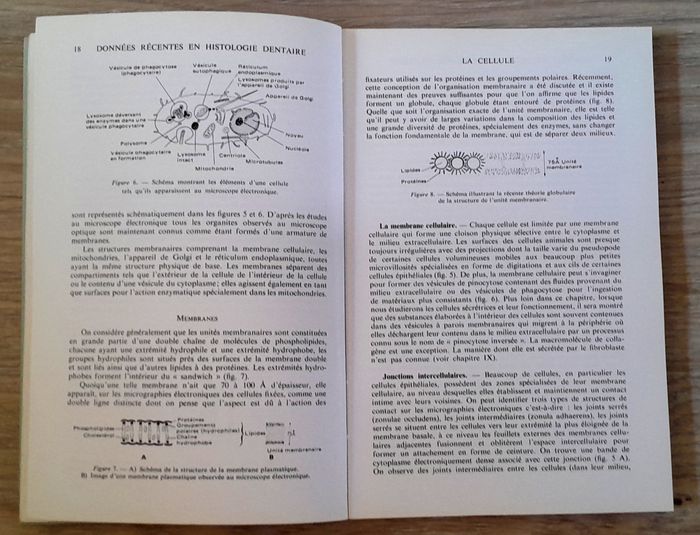 18 DONNÉES RÉCENTES EN HISTOLOGIE DENTAIRE
Vésicule de phagocytose
(phagocytaire)
Vésicule
autophagique
Réticulum
endoplasmique
Lysosomes produits par
l'appareil de Golgi
Appareil de Golgi
Lysosome déversant
des enzymes dans une
vésicule phagocytaire
Noyau
Nucléole
Polysome
Vésicule phagocytaire
en formation
Lysosome
intact
Centriole
Microtubules
Mitochondrie
Figure 6. — Schéma montrant les éléments d'une cellule
tels qu'ils apparaissent au microscope électronique.
sont représentés schématiquement dans les figures 5 et 6. D'après les études
au microscope électronique tous les organites observés au microscope
optique sont maintenant connus comme étant formés d'une armature de
membranes.
Les structures membranaires comprenant la membrane cellulaire, les
mitochondries, l'appareil de Golgi et le réticulum endoplasmique, toutes
ayant la même structure physique de base. Les membranes séparent des
compartiments tels que l'extérieur de la cellule de l'intérieur de la cellule
ou le contenu d'une vésicule du cytoplasme ; elles agissent également en tant
que surfaces pour l'action enzymatique spécialement dans les mitochondries.
MEMBRANES
On considère généralement que les unités membranaires sont constituées
en grande partie d'une double chaîne de molécules de phospholipides,
chacune ayant une extrémité hydrophile et une extrémité hydrophobe, les
groupes hydrophiles sont situés près des surfaces de la membrane double
et sont liés ainsi que d'autres lipides à des protéines. Les extrémités hydro-
phobes forment l'intérieur du « sandwich » (fig. 7).
Quoiqu'une telle membrane n'ait que 70 à 100 Å d'épaisseur, elle
apparaît, sur les micrographies électroniques des cellules fixées, comme une
double ligne distincte dont on pense que l'aspect est dû à l'action des
Phospholipides
Cholestérol
Protéines
Groupements
polaires (hydrophiles)
Chaîne
hydrophobe
Lipides
Unité membranaire
A
B
Figure 7. — A) Schéma de la structure de la membrane plasmatique.
B) Image d'une membrane plasmatique observée au microscope électronique.
LA CELLULE 19
fixateurs utilisés sur les protéines et les groupements polaires. Récemment,
cette conception de l'organisation membranaire a été discutée et il existe
maintenant des preuves suffisantes pour que l'on affirme que les lipides
forment un globule, chaque globule étant entouré de protéines (fig. 8).
Quelle que soit l'organisation exacte de l'unité membranaire, elle est telle
qu'il peut y avoir de larges variations dans la composition des lipides et
une grande diversité de protéines, spécialement des enzymes, sans changer
la fonction fondamentale de la membrane, qui est de séparer deux milieux.
Lipides
Protéines
75Å Unité
membranaire
Figure 8. — Schéma illustrant la récente théorie globulaire
de la structure de l'unité membranaire.
La membrane cellulaire. — Chaque cellule est limitée par une membrane
cellulaire qui forme une cloison physique sélective entre le cytoplasme et
le milieu extracellulaire. Les surfaces des cellules animales sont presque
toujours irrégulières avec des projections dont la taille varie du pseudopode
de certaines cellules volumineuses mobiles aux beaucoup plus petites
microvillosités spécialisées en forme de digitations et aux cils de certaines
cellules épithéliales (fig. 5). De plus, la membrane cellulaire peut s'invaginer
pour former des vésicules de pinocytose contenant des fluides provenant du
milieu extracellulaire ou des vésicules de phagocytose pour l'ingestion
de matériaux plus consistants (fig. 6). Plus loin dans ce chapitre, lorsque
nous étudierons les cellules sécrétrices et leur fonctionnement, il sera montré
que des substances élaborées à l'intérieur des cellules sont souvent contenues
dans des vésicules à parois membranaires qui migrent à la périphérie où
elles déchargent leur contenu dans le milieu extracellulaire par un processus
connu sous le nom de « pinocytose inversée ». La macromolécule de colla-
gène est une exception. La manière dont elle est sécrétée par le fibroblaste
n'est pas connue (voir chapitre IX).
Jonctions intercellulaires. — Beaucoup de cellules, en particulier les
cellules épithéliales, possèdent des zones spécialisées de leur membrane
cellulaire, au niveau desquelles elles établissent et maintiennent un contact
intime avec leurs voisines. On peut identifier trois types de structures de
contact sur les micrographies électroniques c'est-à-dire : les joints serrés
(zonulae occludens), les joints intermédiaires (zonula adhaerens), les joints
serrés se situent entre les cellules vers leur extrémité la plus éloignée de la
membrane basale, à ce niveau les feuillets externes des membranes cellu-
laires adjacentes fusionnent et oblitèrent l'espace intercellulaire pour
former un attachement en forme de ceinture. On trouve une bande de
cytoplasme électroniquement dense associé avec cette jonction (fig. 5 A).
On observe des joints intermédiaires entre les cellules (dans leur milieu,